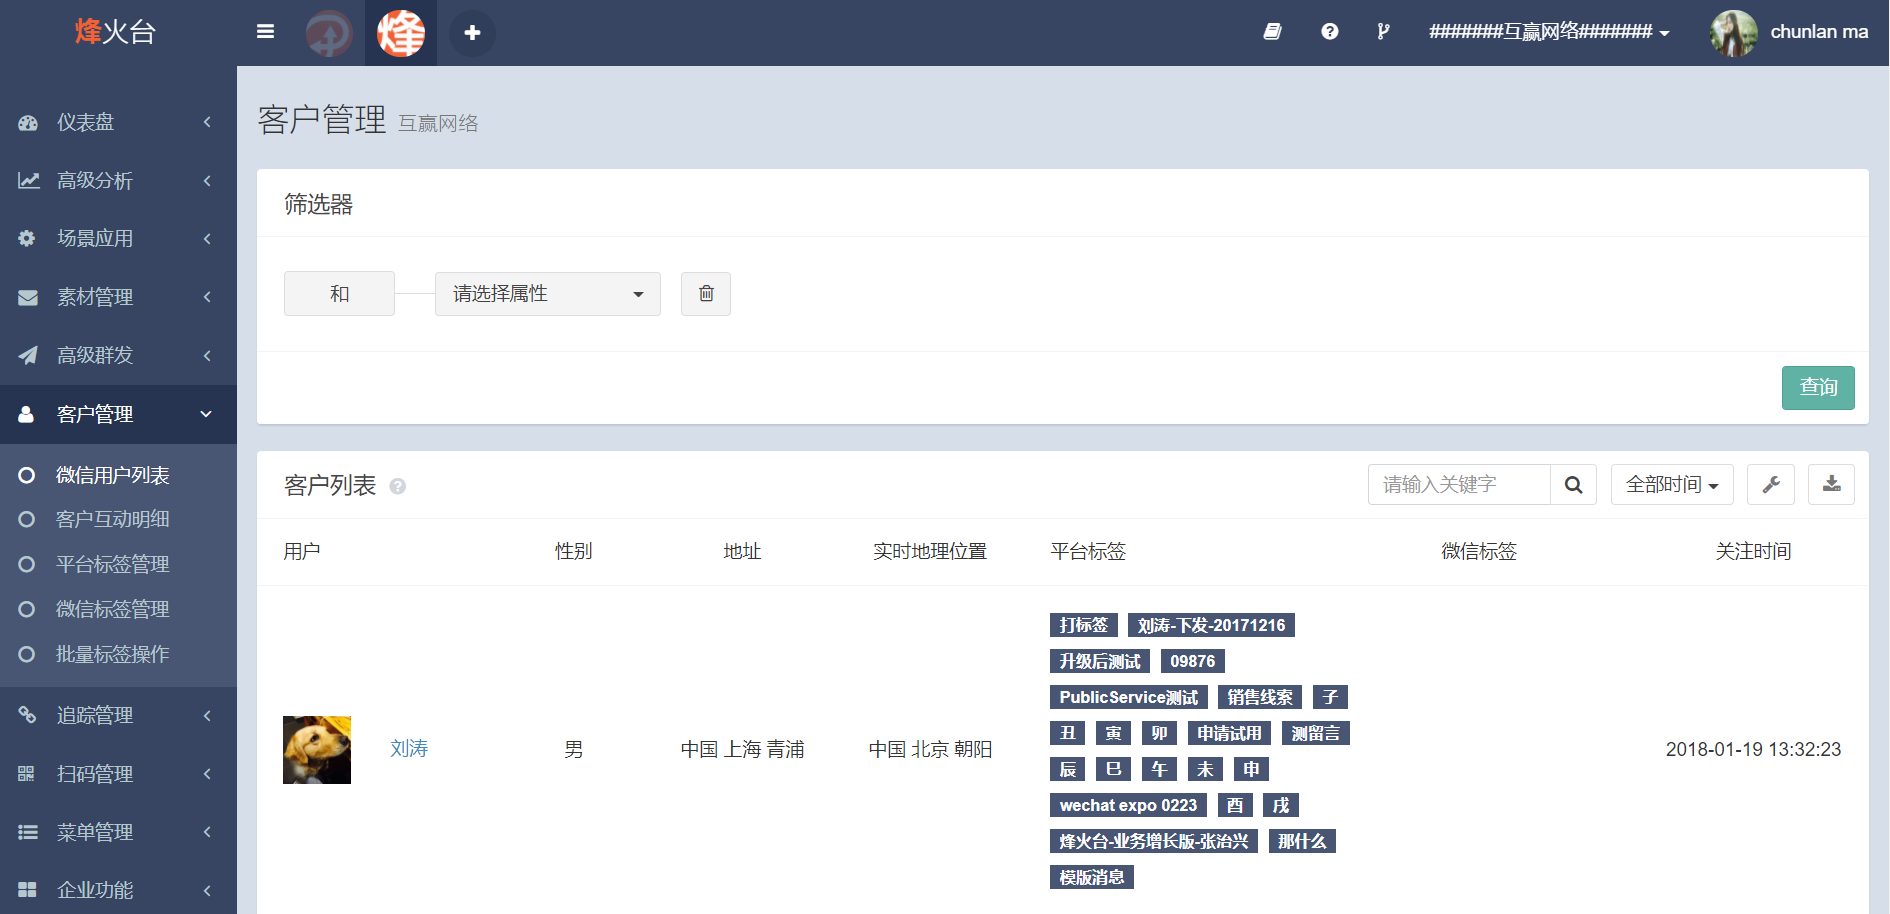 烽火台
烽
#######互赢网络#######
chunlan ma
仪表盘
高级分析
场景应用
素材管理
高级群发
客户管理
微信用户列表
客户互动明细
平台标签管理
微信标签管理
批量标签操作
追踪管理
扫码管理
菜单管理
企业功能
客户管理 互赢网络
筛选器
和 请选择属性
查询
客户列表 请输入关键字 全部时间
用户 性别 地址 实时地理位置 平台标签 微信标签 关注时间
打标签 刘涛-下发-20171216
升级后测试 09876
PublicService测试 销售线索 子
丑 寅 卯 申请试用 测留言
刘涛 男 中国 上海 青浦 中国 北京 朝阳 2018-01-19 13:32:23
辰 巳 午 未 申
wechat expo 0223 酉 戌
烽火台-业务增长版-张治兴 那什么
模版消息